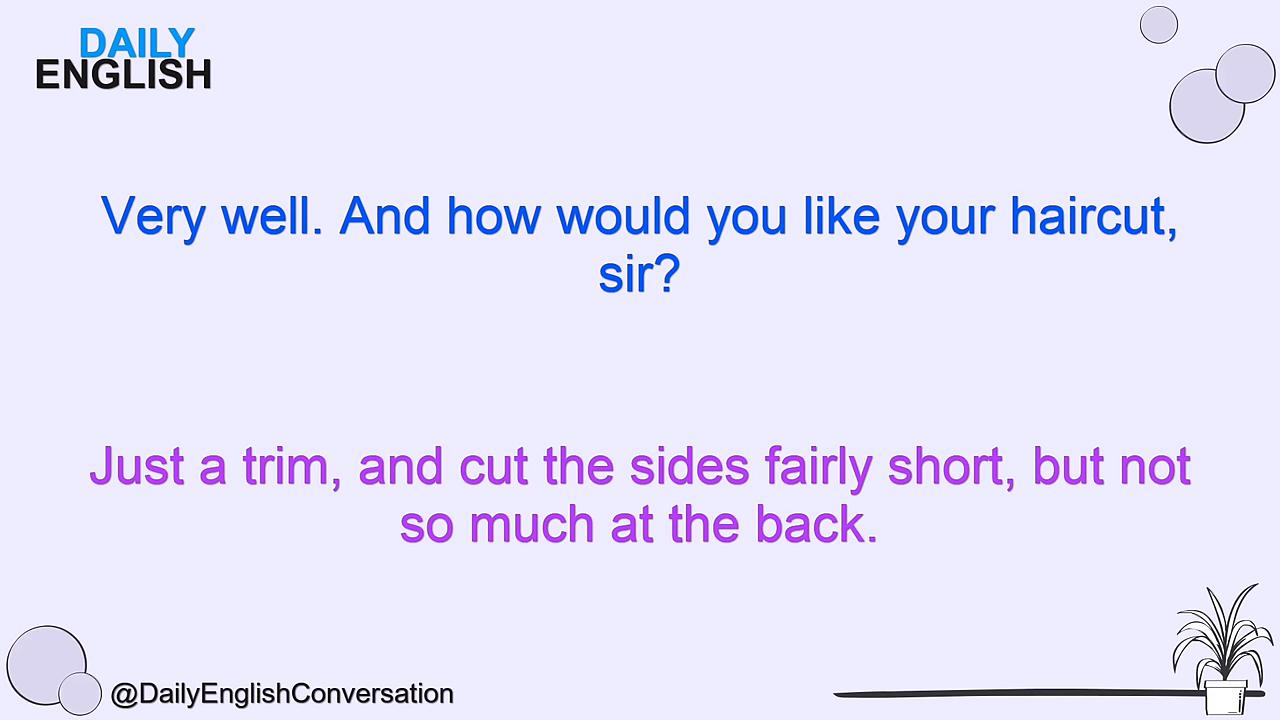 DAILY
ENGLISH
Very well. And how would you like your haircut,
sir?
Just a trim, and cut the sides fairly short, but not
so much at the back.
@DailyEnglishConversation